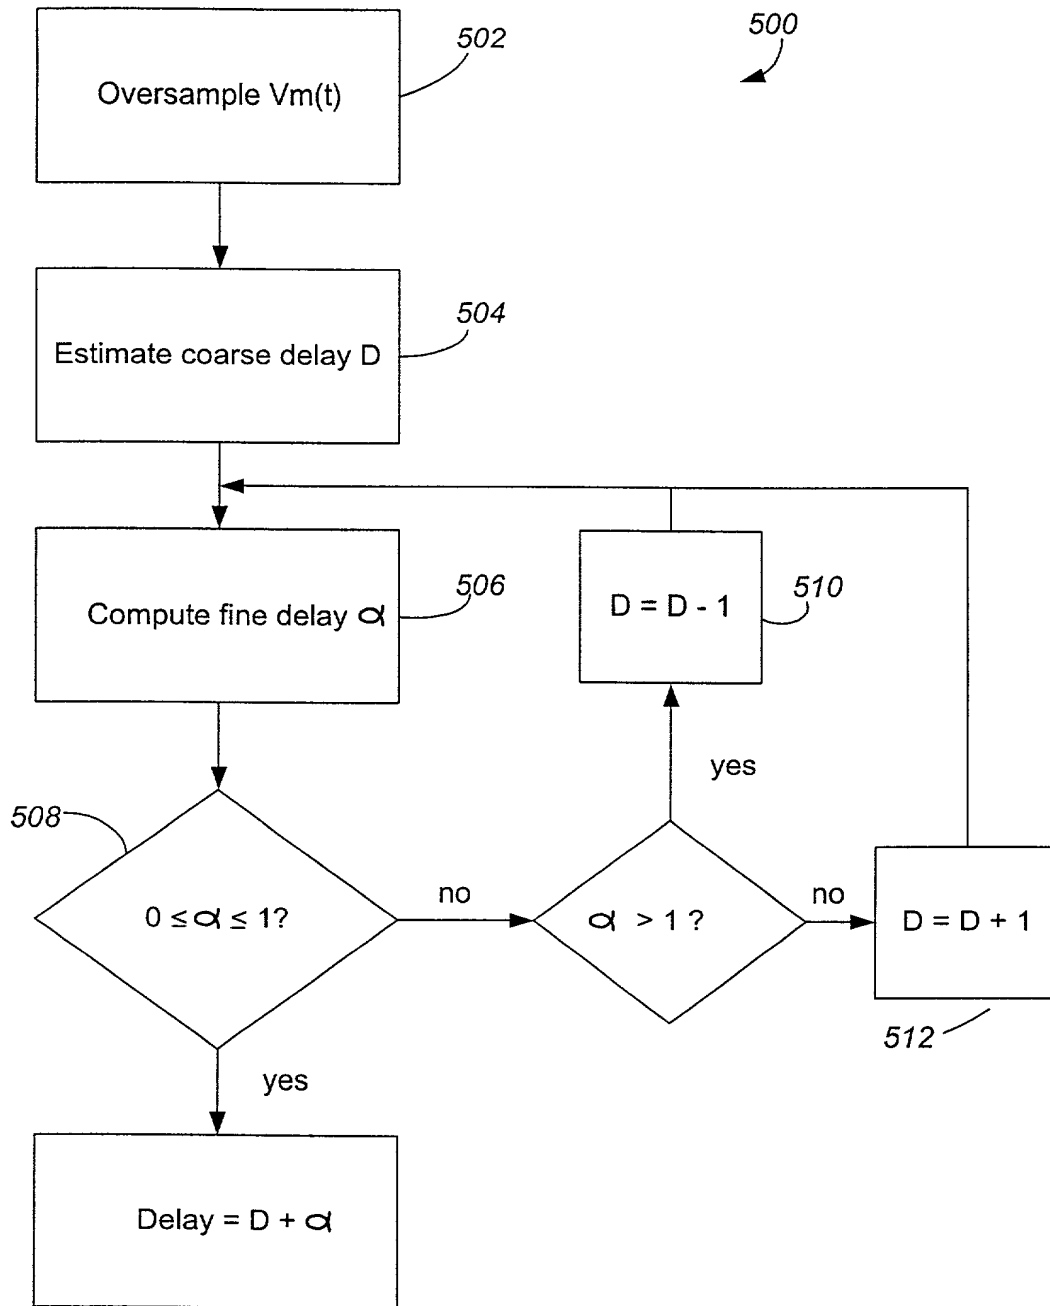 500
502
Oversample Vm(t)
504
Estimate coarse delay D
506
Compute fine delay α
510
D = D - 1
yes
508
0 ≤ α ≤ 1?
no
α > 1 ?
no
D = D + 1
512
yes
Delay = D + α